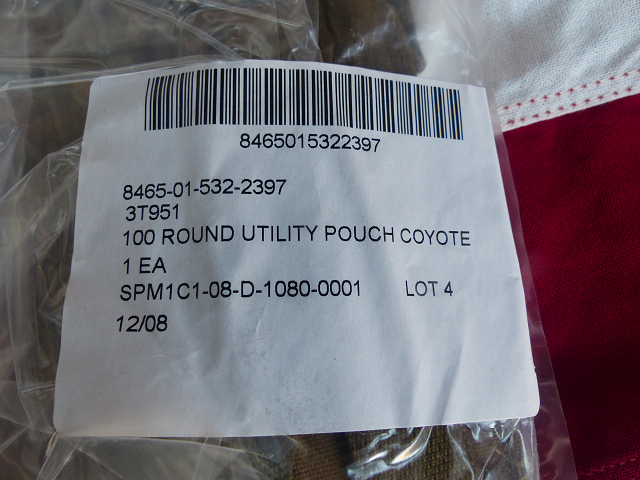 8465015322397
8465-01-532-2397
3T951
100 ROUND UTILITY POUCH COYOTE
1 EA
SPM1C1-08-D-1080-0001 LOT 4
12/08